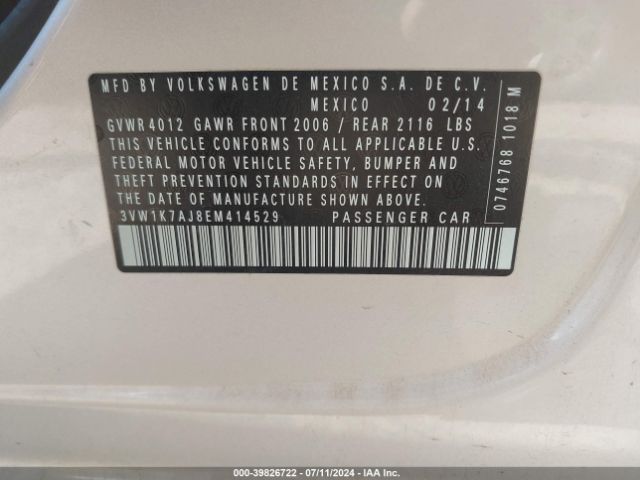 MFD BY VOLKSWAGEN DE MEXICO S.A. DE C.V.
MEXICO 02/14
GVWR 4012 GAWR FRONT 2006 / REAR 2116 LBS
THIS VEHICLE CONFORMS TO ALL APPLICABLE U.S.
FEDERAL MOTOR VEHICLE SAFETY, BUMPER AND
THEFT PREVENTION STANDARDS IN EFFECT ON
THE DATE OF MANUFACTURE SHOWN ABOVE.
3VW1K7AJ8EM414529 PASSENGER CAR
0746768 1018 M
000-39826722 - 07/11/2024 - IAAI.com